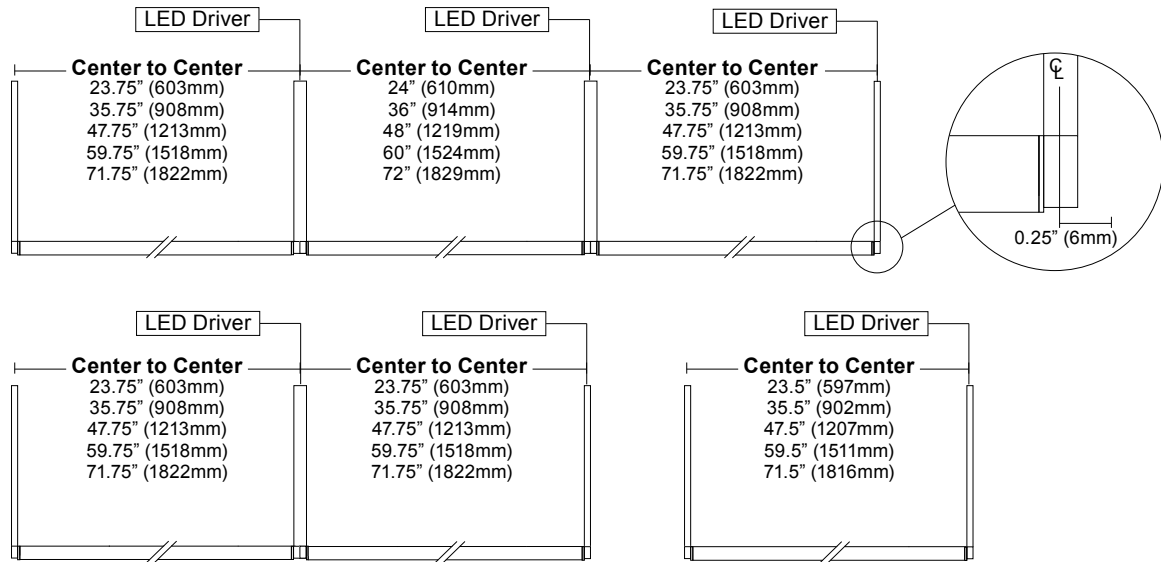 LED Driver
LED Driver
LED Driver
Center to Center
23.75” (603mm)
35.75” (908mm)
47.75” (1213mm)
59.75” (1518mm)
71.75” (1822mm)
Center to Center
24” (610mm)
36” (914mm)
48” (1219mm)
60” (1524mm)
72” (1829mm)
Center to Center
23.75” (603mm)
35.75” (908mm)
47.75” (1213mm)
59.75” (1518mm)
71.75” (1822mm)
℄
0.25” (6mm)
LED Driver
LED Driver
LED Driver
Center to Center
23.75” (603mm)
35.75” (908mm)
47.75” (1213mm)
59.75” (1518mm)
71.75” (1822mm)
Center to Center
23.75” (603mm)
35.75” (908mm)
47.75” (1213mm)
59.75” (1518mm)
71.75” (1822mm)
Center to Center
23.5” (597mm)
35.5” (902mm)
47.5” (1207mm)
59.5” (1511mm)
71.5” (1816mm)